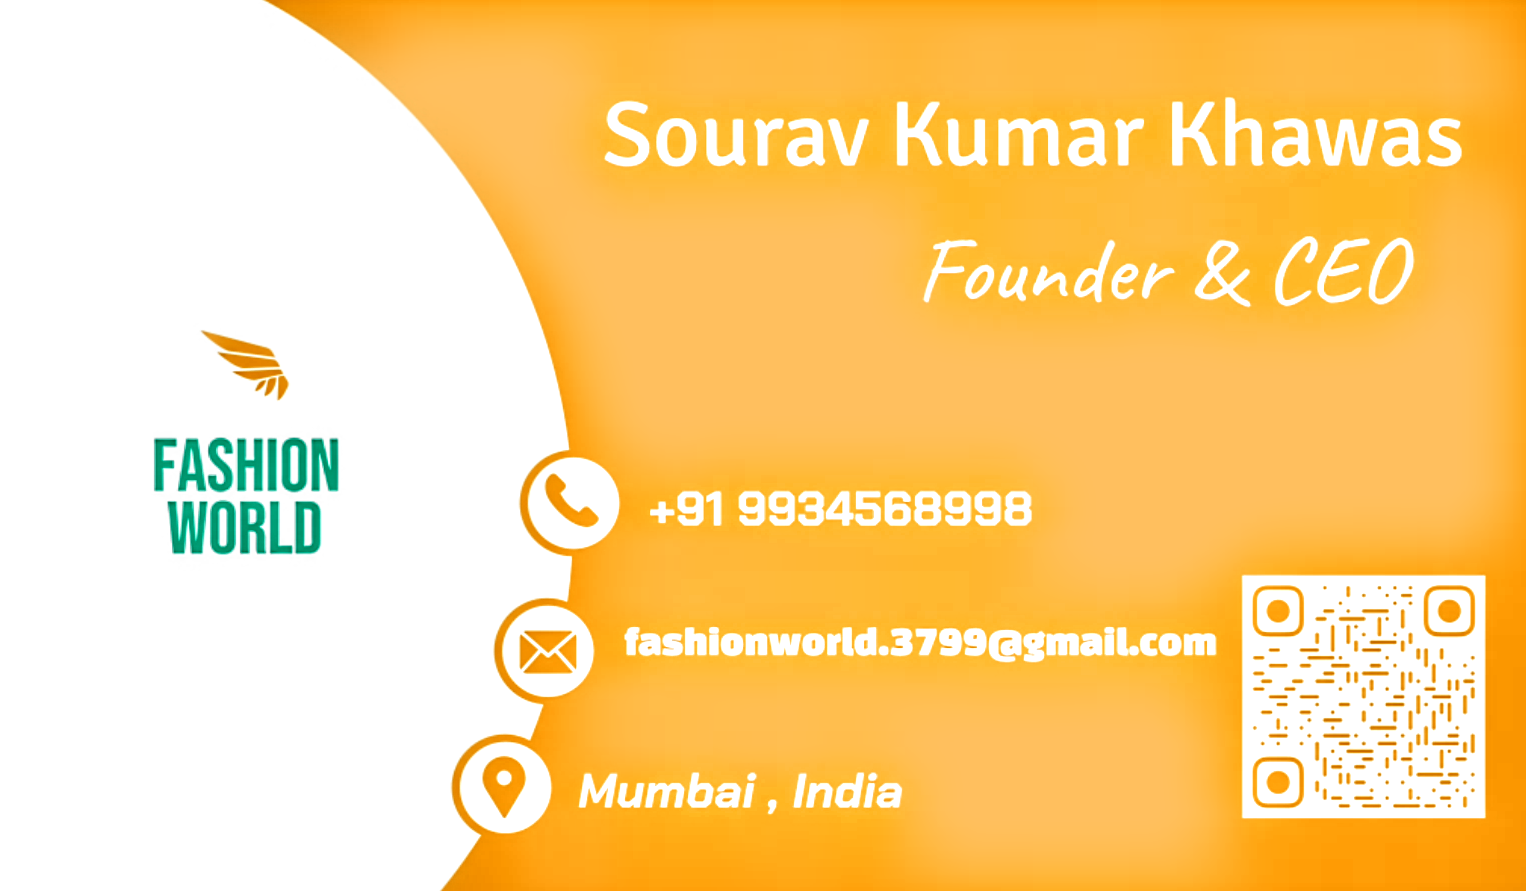 Sourav Kumar Khawas
Founder & CEO
FASHION
WORLD
+91 9934568998
fashionworld.3799@gmail.com
Mumbai , India